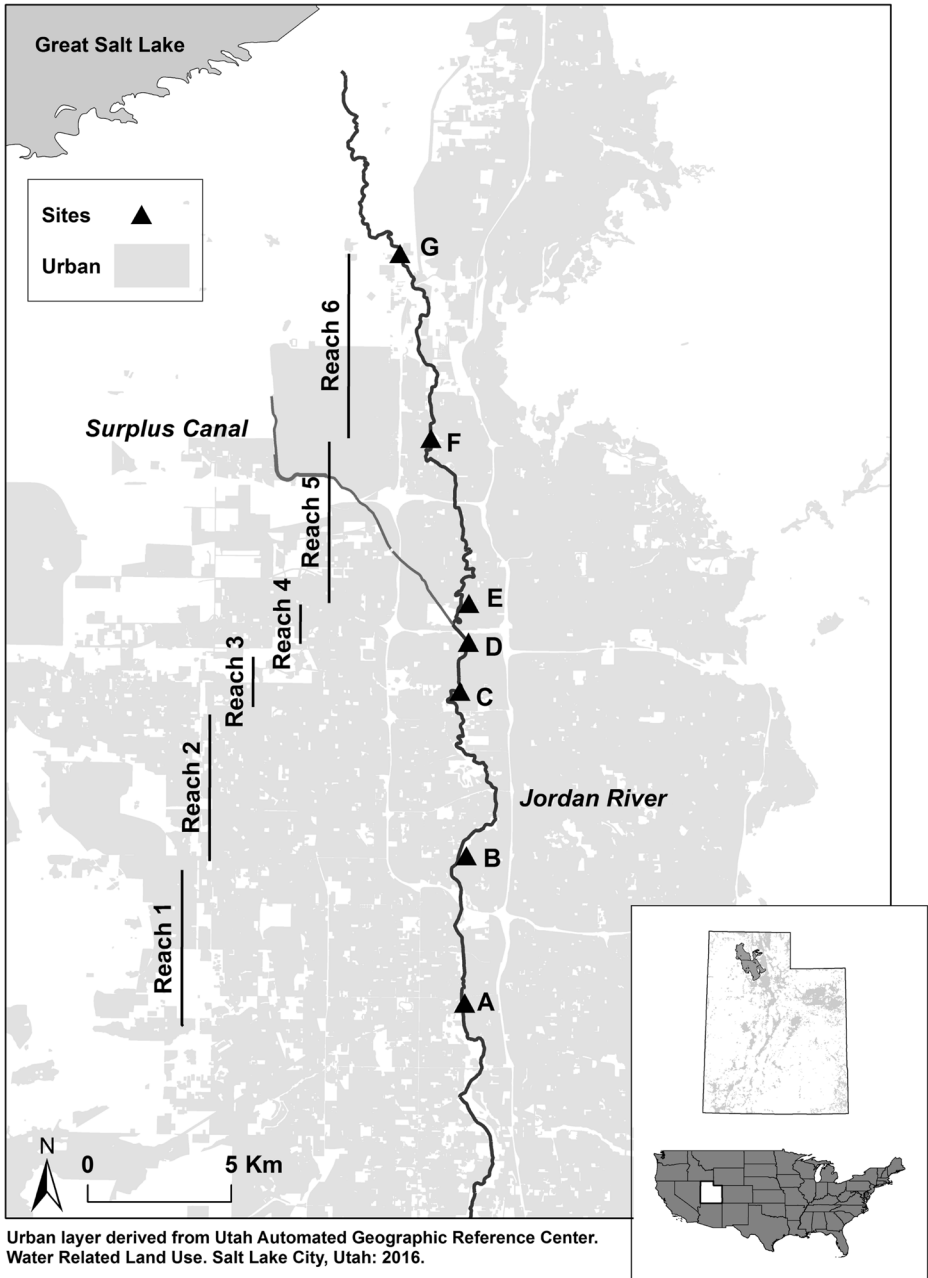 Great Salt Lake
Sites
Urban
G
Reach 6
Surplus Canal
F
Reach 5
E
Reach 4
D
Reach 3
C
Reach 2
Jordan River
B
Reach 1
A
N
0 5 Km
Urban layer derived from Utah Automated Geographic Reference Center.
Water Related Land Use. Salt Lake City, Utah: 2016.